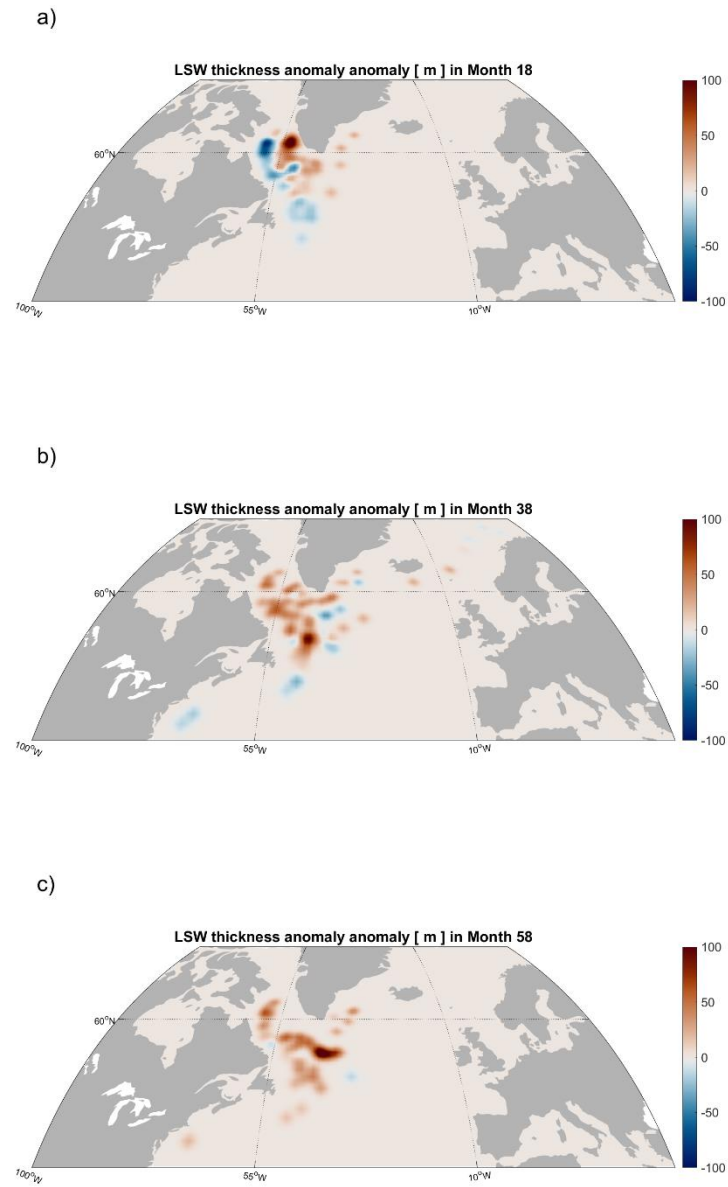 a)
LSW thickness anomaly anomaly [ m ] in Month 18
100
50
60°N
0
-50
-100
100°W
55°W
10°W
b)
LSW thickness anomaly anomaly [ m ] in Month 38
100
50
60°N
0
-50
-100
100°W
55°W
10°W
c)
LSW thickness anomaly anomaly [ m ] in Month 58
100
50
60°N
0
-50
-100
100°W
55°W
10°W